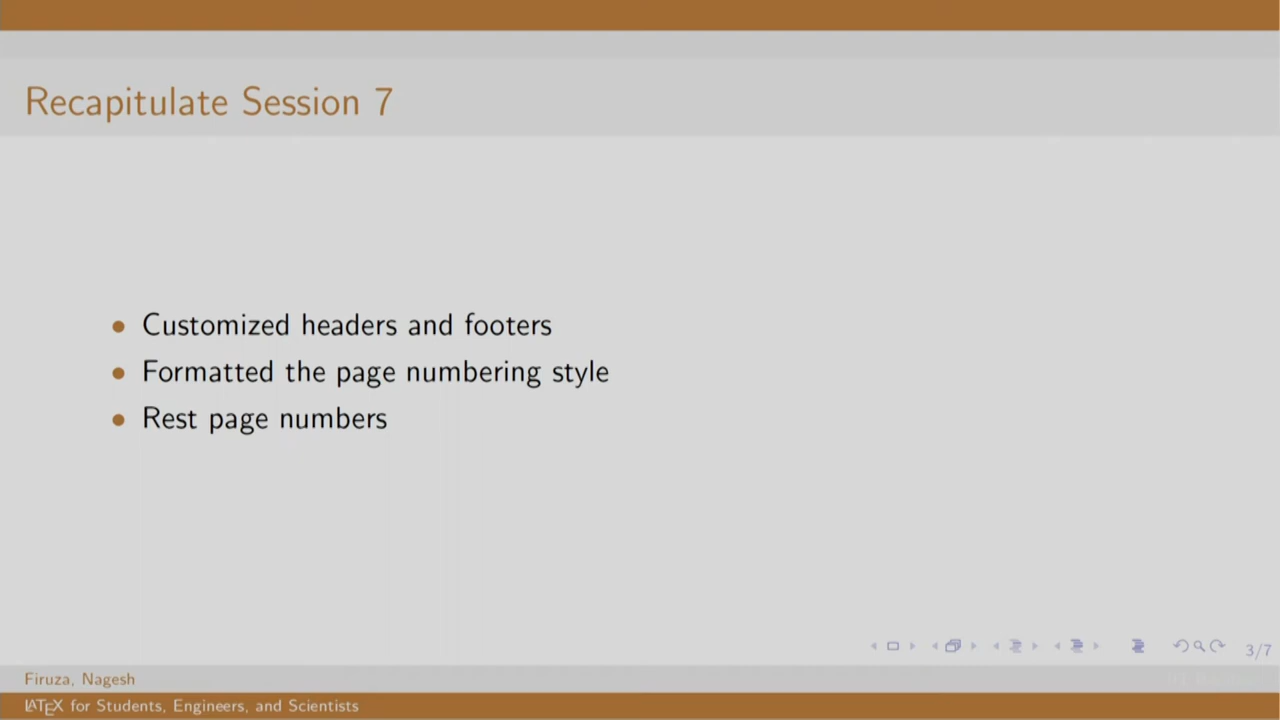 Recapitulate Session 7
Customized headers and footers
Formatted the page numbering style
Rest page numbers
3/7
Firuza, Nagesh
LATEX for Students, Engineers, and Scientists